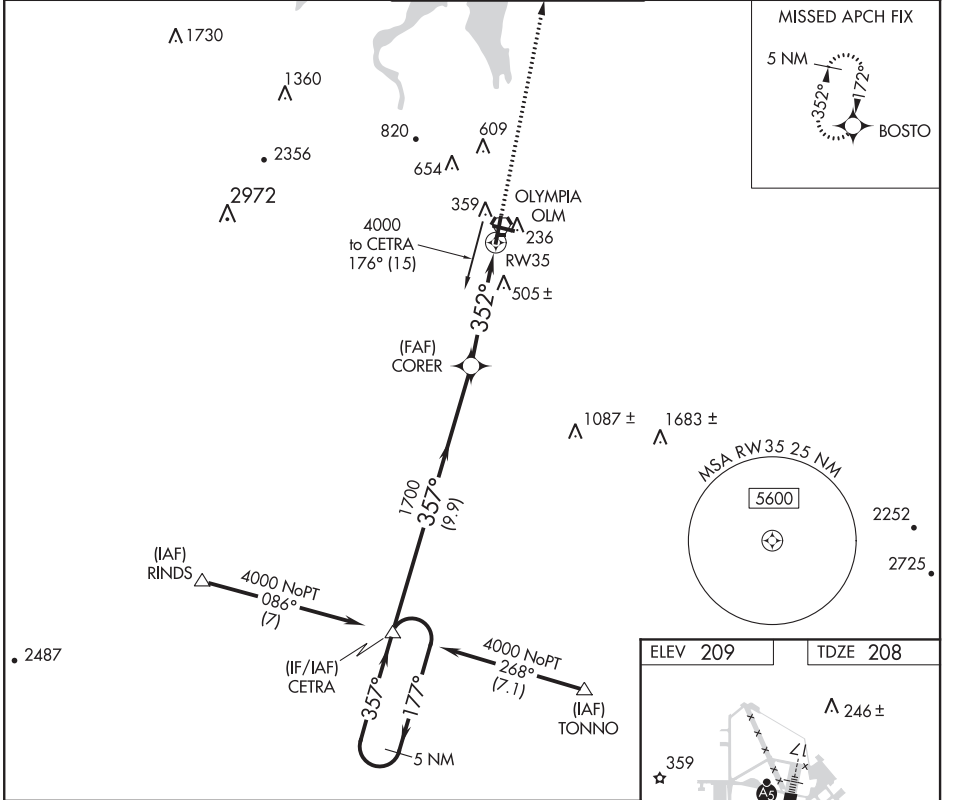 MISSED APCH FIX
5 NM
352°
172°
BOSTO
1730
1360
820
609
2356
654
2972
359
OLYMPIA
OLM
236
4000
to CETRA
176° (15)
RW35
505 ±
352°
(FAF)
CORER
1087 ±
1683 ±
MSA RW35 25 NM
5600
1700
357°
(9.9)
2252
2725
(IAF)
RINDS
4000 NoPT
086°
(7)
2487
(IF/IAF)
CETRA
4000 NoPT
268°
(7.1)
(IAF)
TONNO
357°
177°
5 NM
ELEV 209
TDZE 208
246 ±
17
359
A5